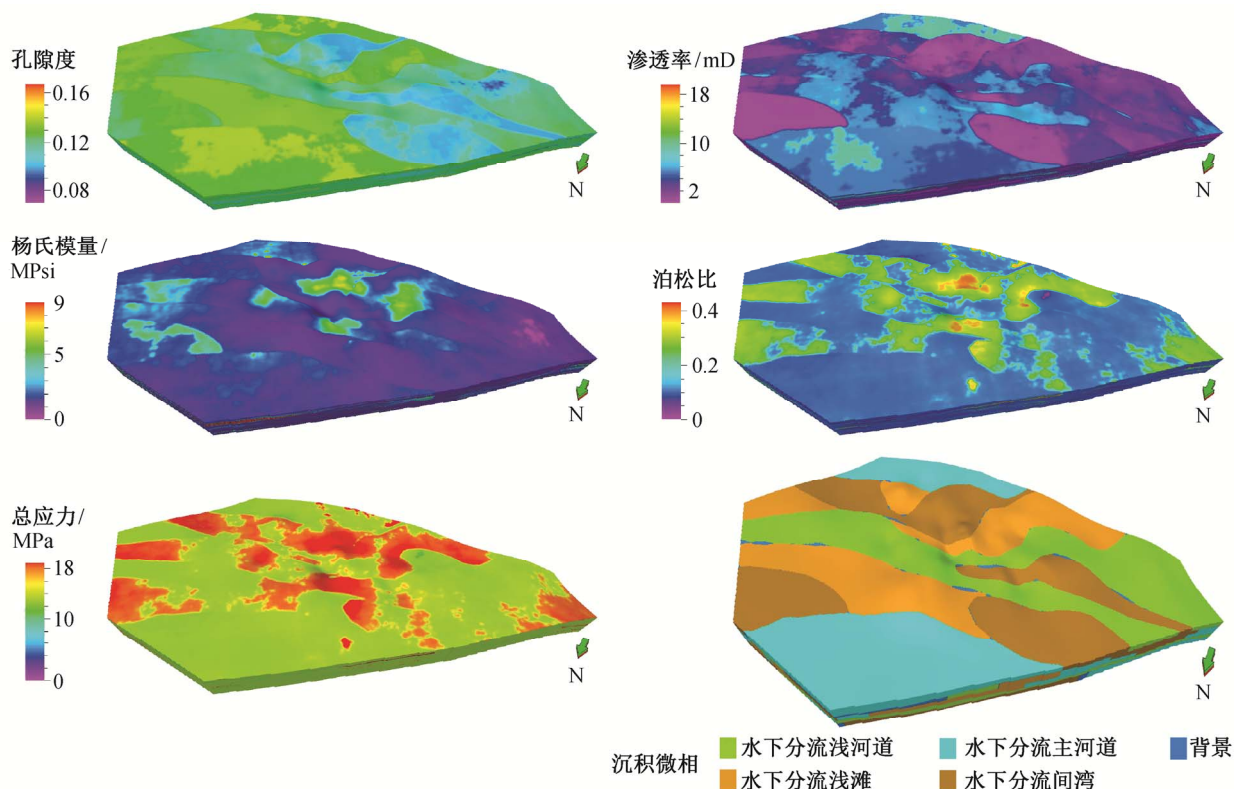 孔隙度
0.16
0.12
0.08
N
渗透率/mD
18
10
2
N
杨氏模量/
MPsi
9
5
0
N
泊松比
0.4
0.2
0
N
总应力/
MPa
18
10
0
N
N
沉积微相
水下分流浅河道 水下分流主河道 背景
水下分流浅滩 水下分流间湾